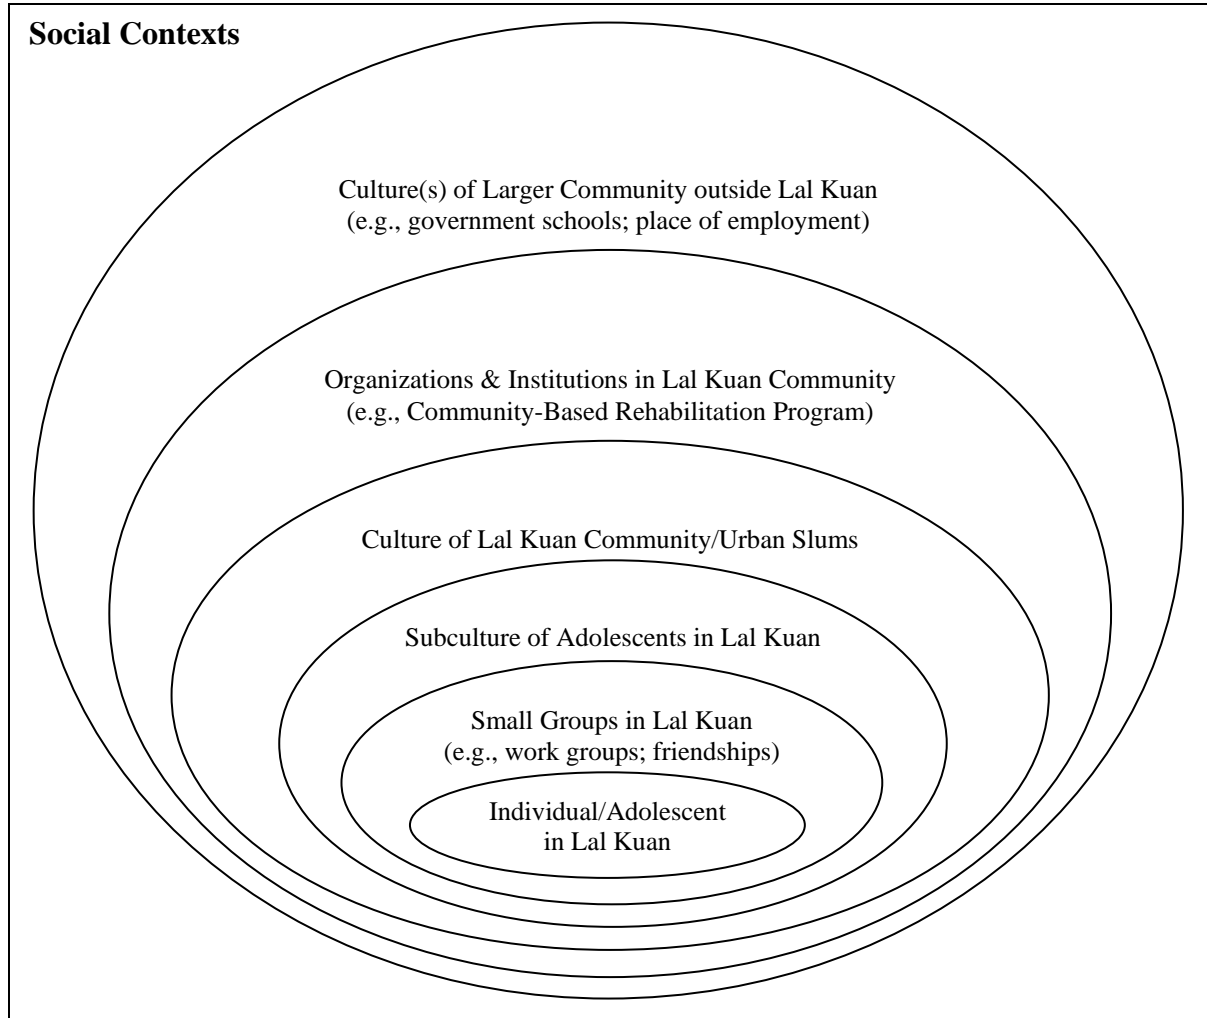 Social Contexts
Culture(s) of Larger Community outside Lal Kuan
(e.g., government schools; place of employment)
Organizations & Institutions in Lal Kuan Community
(e.g., Community-Based Rehabilitation Program)
Culture of Lal Kuan Community/Urban Slums
Subculture of Adolescents in Lal Kuan
Small Groups in Lal Kuan
(e.g., work groups; friendships)
Individual/Adolescent
in Lal Kuan